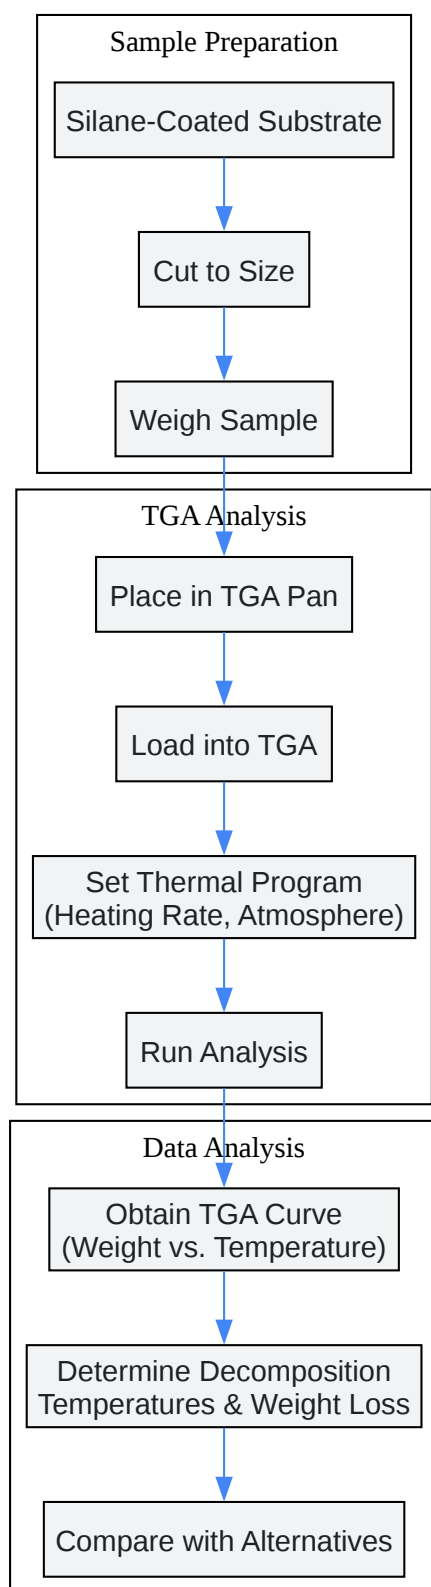 Sample Preparation
Silane-Coated Substrate
Cut to Size
Weigh Sample
TGA Analysis
Place in TGA Pan
Load into TGA
Set Thermal Program
(Heating Rate, Atmosphere)
Run Analysis
Data Analysis
Obtain TGA Curve
(Weight vs. Temperature)
Determine Decomposition
Temperatures & Weight Loss
Compare with Alternatives